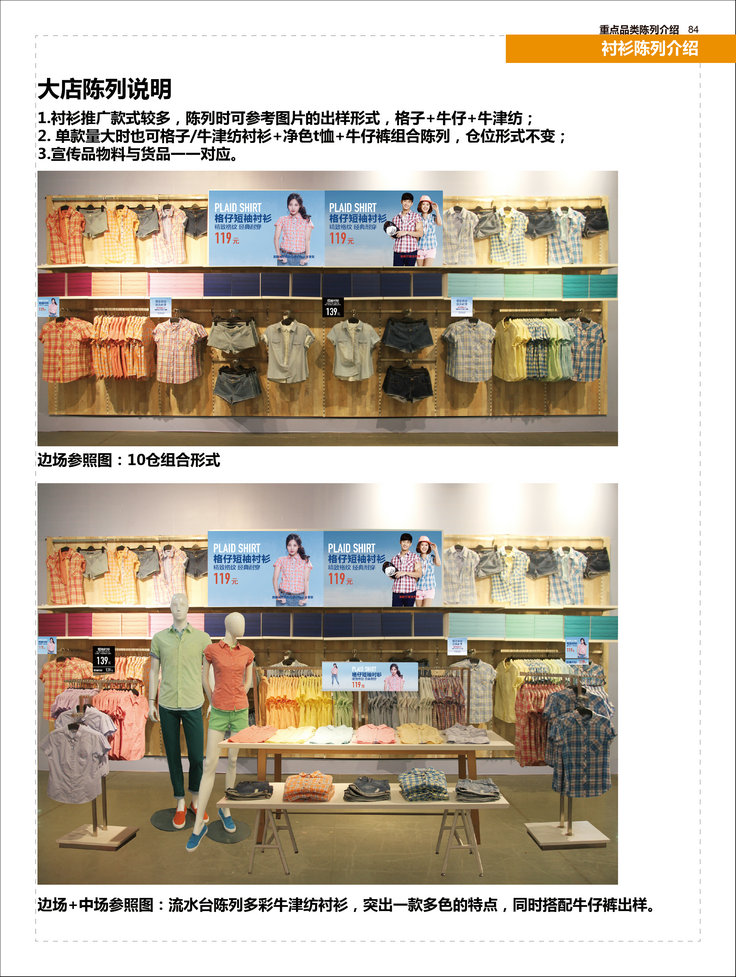 重点品类陈列介绍 84
衬衫陈列介绍
大店陈列说明
1.衬衫推广款式较多，陈列时可参考图片的出样形式，格子+牛仔+牛津纺；
2. 单款量大时也可格子/牛津纺衬衫+净色t恤+牛仔裤组合陈列，仓位形式不变；
3.宣传品物料与货品一一对应。
PLAID SHIRT
格仔短袖衬衫
精致格纹 经典耐穿
119元
PLAID SHIRT
格仔短袖衬衫
精致格纹 经典耐穿
119元
139
边场参照图：10仓组合形式
PLAID SHIRT
格仔短袖衬衫
精致格纹 经典耐穿
119元
PLAID SHIRT
格仔短袖衬衫
精致格纹 经典耐穿
119元
139
PLAID SHIRT
格仔短袖衬衫
119元
边场+中场参照图：流水台陈列多彩牛津纺衬衫，突出一款多色的特点，同时搭配牛仔裤出样。